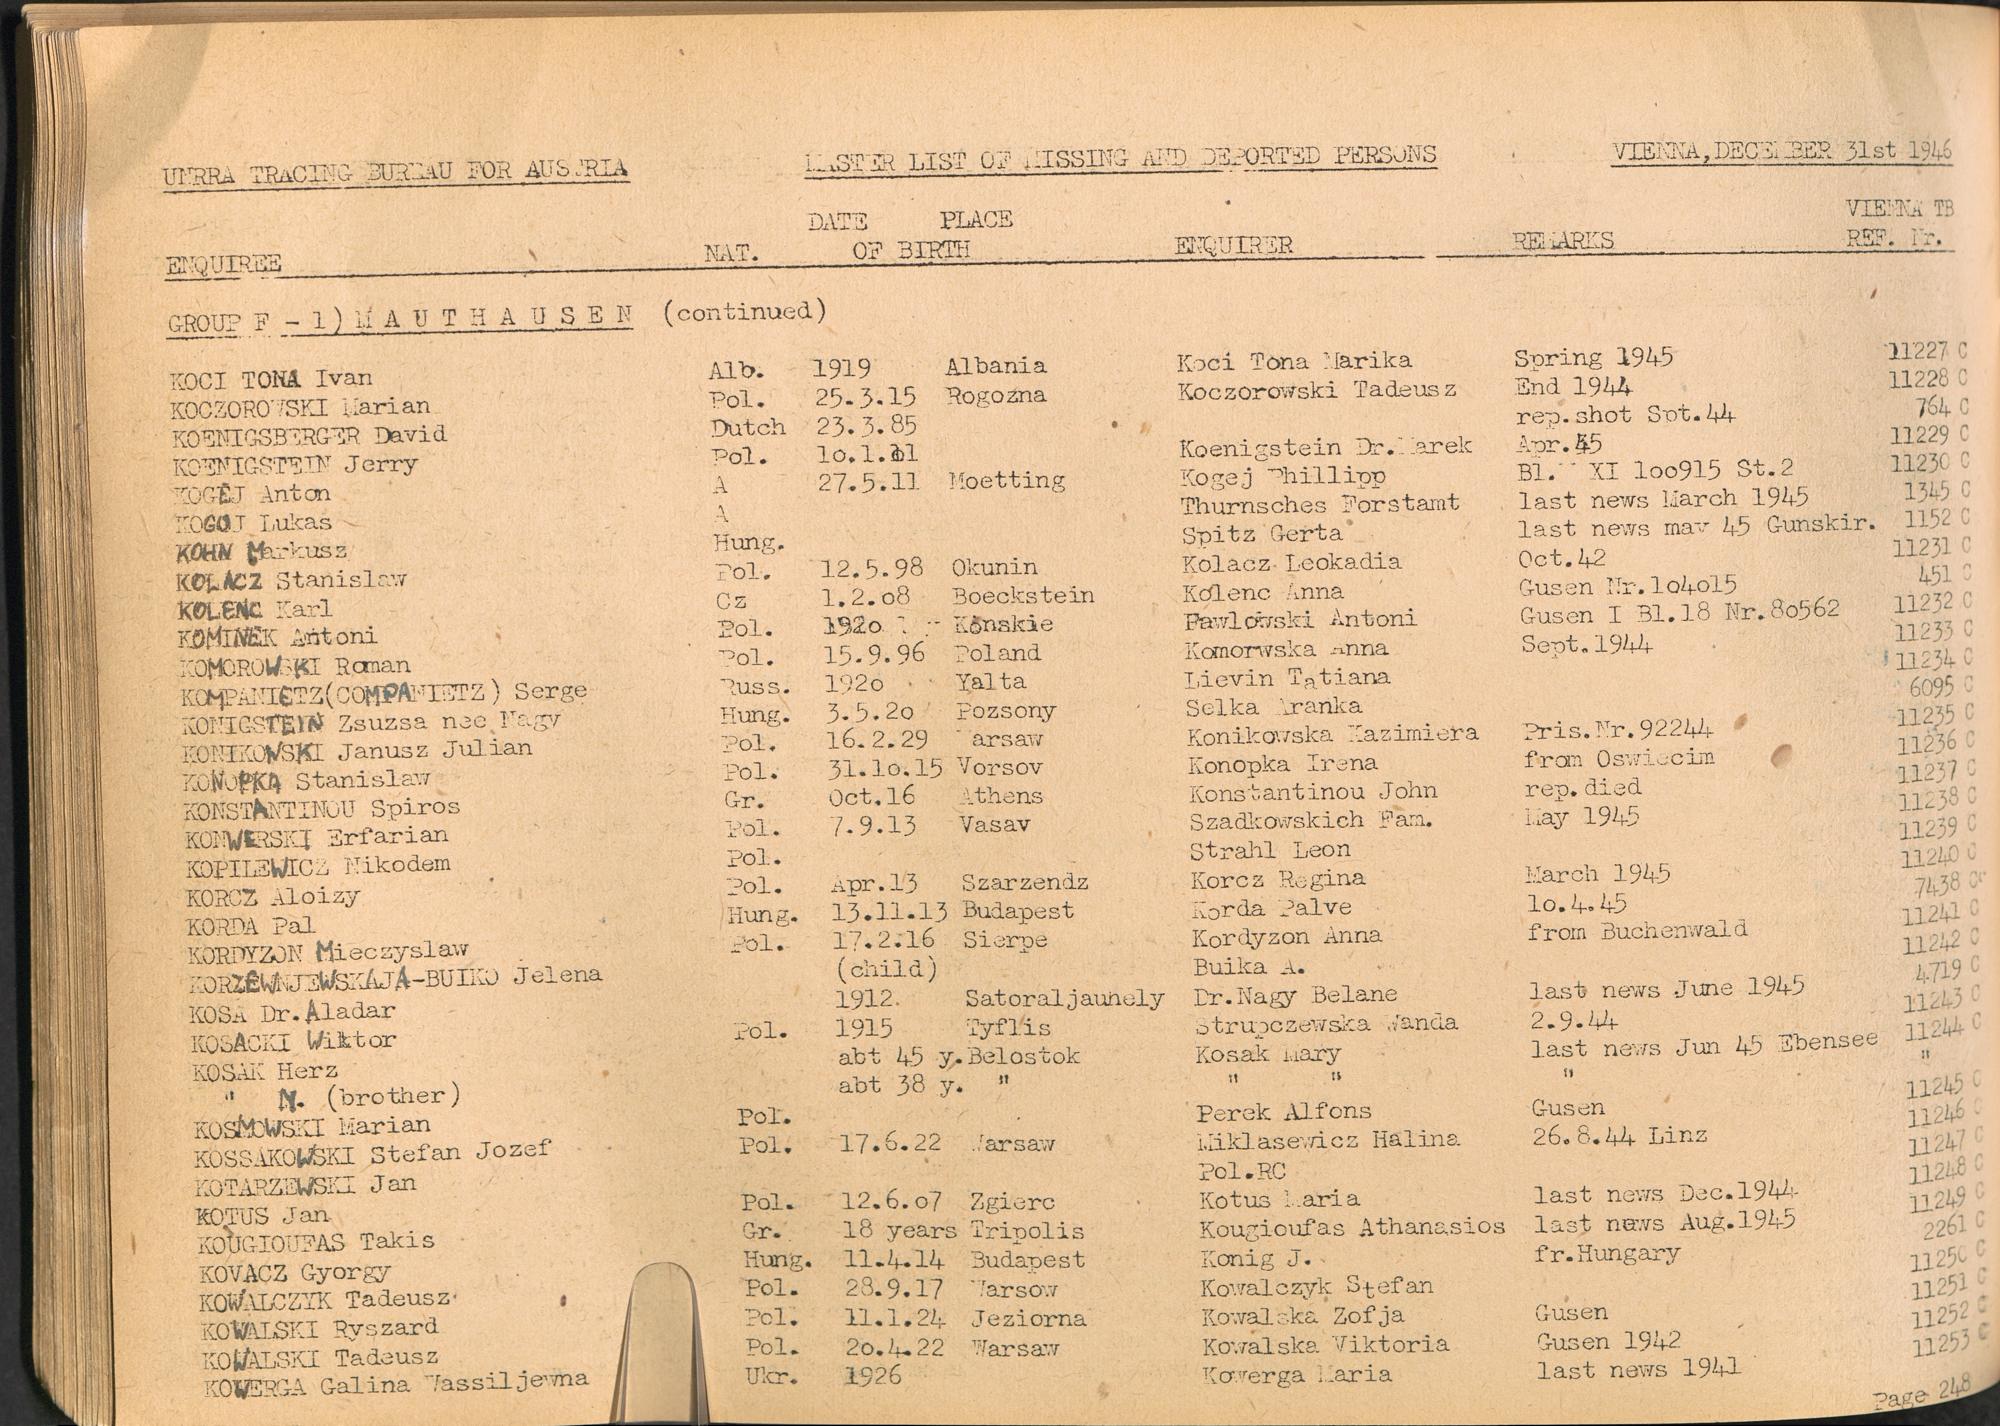 UNRRA TRACING BUREAU FOR AUSTRIA MASTER LIST OF MISSING AND DEPORTED PERSONS VIENNA, DECEMBER 31st 1946
DATE PLACE VIENNA TB
ENQUIREE NAT. OF BIRTH ENQUIRER REMARKS REF. Nr.
GROUP F - 1) M A U T H A U S E N (continued)
KOCI TONA Ivan Alb. 1919 Albania Koci Tona Marika Spring 1945 11227 C
KOCZOROWSKI Marian Pol. 25.3.15 Rogozna Koczorowski Tadeusz End 1944 11228 C
KOENIGSBERGER David Dutch 23.3.85 rep.shot Spt.44 764 C
KOENIGSTEIN Jerry Pol. Koenigstein Dr.Marek Apr.45 11229 C
KOGEJ Anton A 27.5.11 Moetting Kogej Phillipp Bl. XI 1oo915 St.2 11230 C
KOGOJ Lukas A Thurnsches Forstamt last news March 1945 1345 C
KOHN Markusz Hung. Spitz Gerta last news may 45 Gunskir. 1152 C
KOLACZ Stanislaw Pol. 12.5.98 Okunin Kolacz Leokadia Oct.42 11231 C
KOLENC Karl Cz 1.2.o8 Boeckstein Kolenc Anna Gusen Nr.1o4o15 451 C
KOMINEK Antoni Pol. 192o Konskie Pawlowski Antoni Gusen I Bl.18 Nr.8o562 11232 C
KOMOROWSKI Roman Pol. 15.9.96 Poland Komorwska Anna Sept.1944 11233 C
KOMPANIETZ(COMPANIETZ) Serge Russ. 192o Yalta Lievin Tatiana 11234 C
KONIGSTEIN Zsuzsa nee Nagy Hung. 3.5.2o Pozsony Selka Aranka 6095 C
KONIKOWSKI Janusz Julian Pol. 16.2.29 Warsaw Konikowska Kazimiera Pris.Nr.92244 11235 C
KONOPKA Stanislaw Pol. 31.1o.15 Vorsov Konopka Irena from Oswiecim 11236 C
KONSTANTINOU Spiros Gr. Oct.16 Athens Konstantinou John rep.died 11237 C
KONWERSKI Erfarian Pol. 7.9.13 Vasav Szadkowskich Fam. May 1945 11238 C
KOPILEWICZ Nikodem Pol. Strahl Leon 11239 C
KORCZ Aloizy Pol. Apr.13 Szarzendz Korcz Regina March 1945 11240 C
KORDA Pal Hung. 13.11.13 Budapest Korda Palve 1o.4.45 7438 C
KORDYZON Mieczyslaw Pol. 17.2.16 Sierpe Kordyzon Anna from Buchenwald 11241 C
KORZEWNJEWSKAJA-BUIKO Jelena (child) Buika A. 11242 C
KOSA Dr.Aladar 1912. Satoraljauhely Dr.Nagy Belane last news June 1945 4719 C
KOSACKI Wiktor Pol. 1915 Tyflis Strupczewska Wanda 2.9.44 11243 C
KOSAK Herz abt 45 y. Belostok Kosak Mary last news Jun 45 Ebensee 11244 C
" N. (brother) abt 38 y. " " " " "
KOSMOWSKI Marian Pol. Perek Alfons Gusen 11245 C
KOSSAKOWSKI Stefan Jozef Pol. 17.6.22 Warsaw Miklasewicz Halina 26.8.44 Linz 11246 C
KOTARZEWSKI Jan Pol.RC 11247 C
KOTUS Jan Pol. 12.6.o7 Zgierc Kotus Maria last news Dec.1944 11248 C
KOUGIOUFAS Takis Gr. 18 years Tripolis Kougioufas Athanasios last news Aug.1945 11249 C
KOVACZ Gyorgy Hung. 11.4.14 Budapest Konig J. fr.Hungary 2261 C
KOWALCZYK Tadeusz Pol. 28.9.17 Warsow Kowalczyk Stefan 11250 C
KOWALSKI Ryszard Pol. 11.1.24 Jeziorna Kowalska Zofja Gusen 11251 C
KOWALSKI Tadeusz Pol. 2o.4.22 Warsaw Kowalska Viktoria Gusen 1942 11252 C
KOWERGA Galina Wassiljewna Ukr. 1926 Kowerga Maria last news 1941 11253 C
Page 248